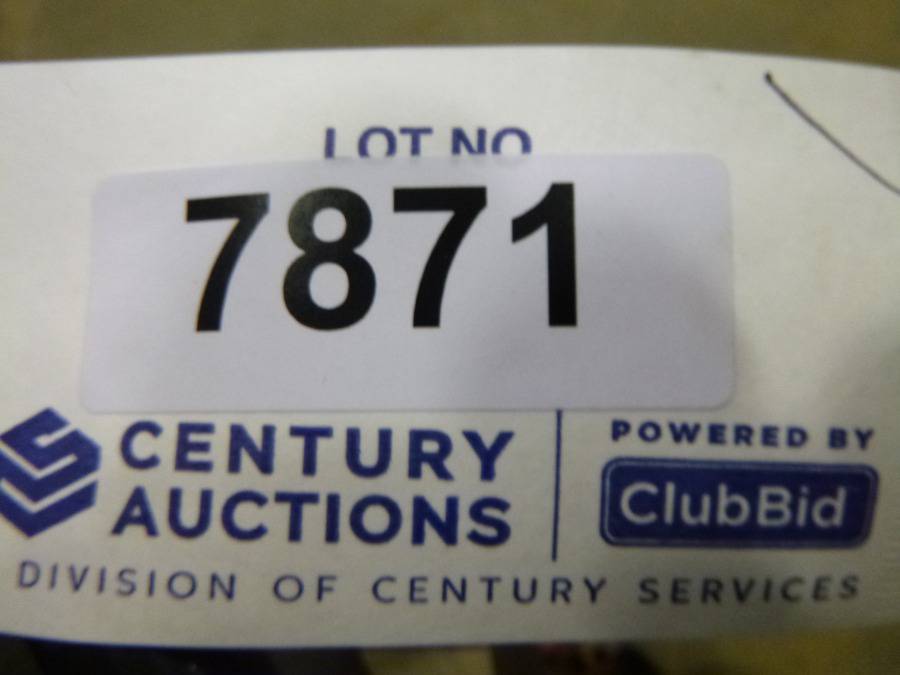 LOT NO
7871
CENTURY
AUCTIONS
POWERED BY
ClubBid
DIVISION OF CENTURY SERVICES